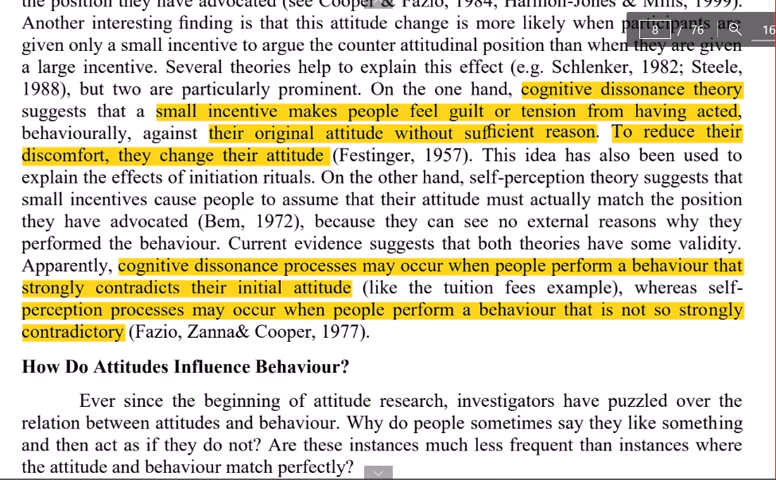 the position they have advocated (see Cooper & Fazio, 1984; Harmon-Jones & Mills, 1999).
Another interesting finding is that this attitude change is more likely when participants are
given only a small incentive to argue the counter attitudinal position than when they are given
a large incentive. Several theories help to explain this effect (e.g. Schlenker, 1982; Steele,
1988), but two are particularly prominent. On the one hand, cognitive dissonance theory
suggests that a small incentive makes people feel guilt or tension from having acted,
behaviourally, against their original attitude without sufficient reason. To reduce their
discomfort, they change their attitude (Festinger, 1957). This idea has also been used to
explain the effects of initiation rituals. On the other hand, self-perception theory suggests that
small incentives cause people to assume that their attitude must actually match the position
they have advocated (Bem, 1972), because they can see no external reasons why they
performed the behaviour. Current evidence suggests that both theories have some validity.
Apparently, cognitive dissonance processes may occur when people perform a behaviour that
strongly contradicts their initial attitude (like the tuition fees example), whereas self-
perception processes may occur when people perform a behaviour that is not so strongly
contradictory (Fazio, Zanna& Cooper, 1977).
How Do Attitudes Influence Behaviour?
Ever since the beginning of attitude research, investigators have puzzled over the
relation between attitudes and behaviour. Why do people sometimes say they like something
and then act as if they do not? Are these instances much less frequent than instances where
the attitude and behaviour match perfectly?
8 / 76
16